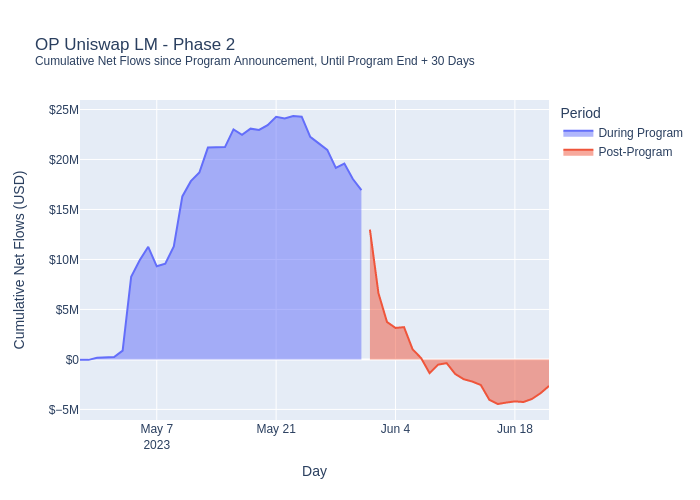 OP Uniswap LM - Phase 2
Cumulative Net Flows since Program Announcement, Until Program End + 30 Days
Period
During Program
Post-Program
Cumulative Net Flows (USD)
$25M
$20M
$15M
$10M
$5M
$0
$−5M
May 7
2023
May 21
Jun 4
Jun 18
Day